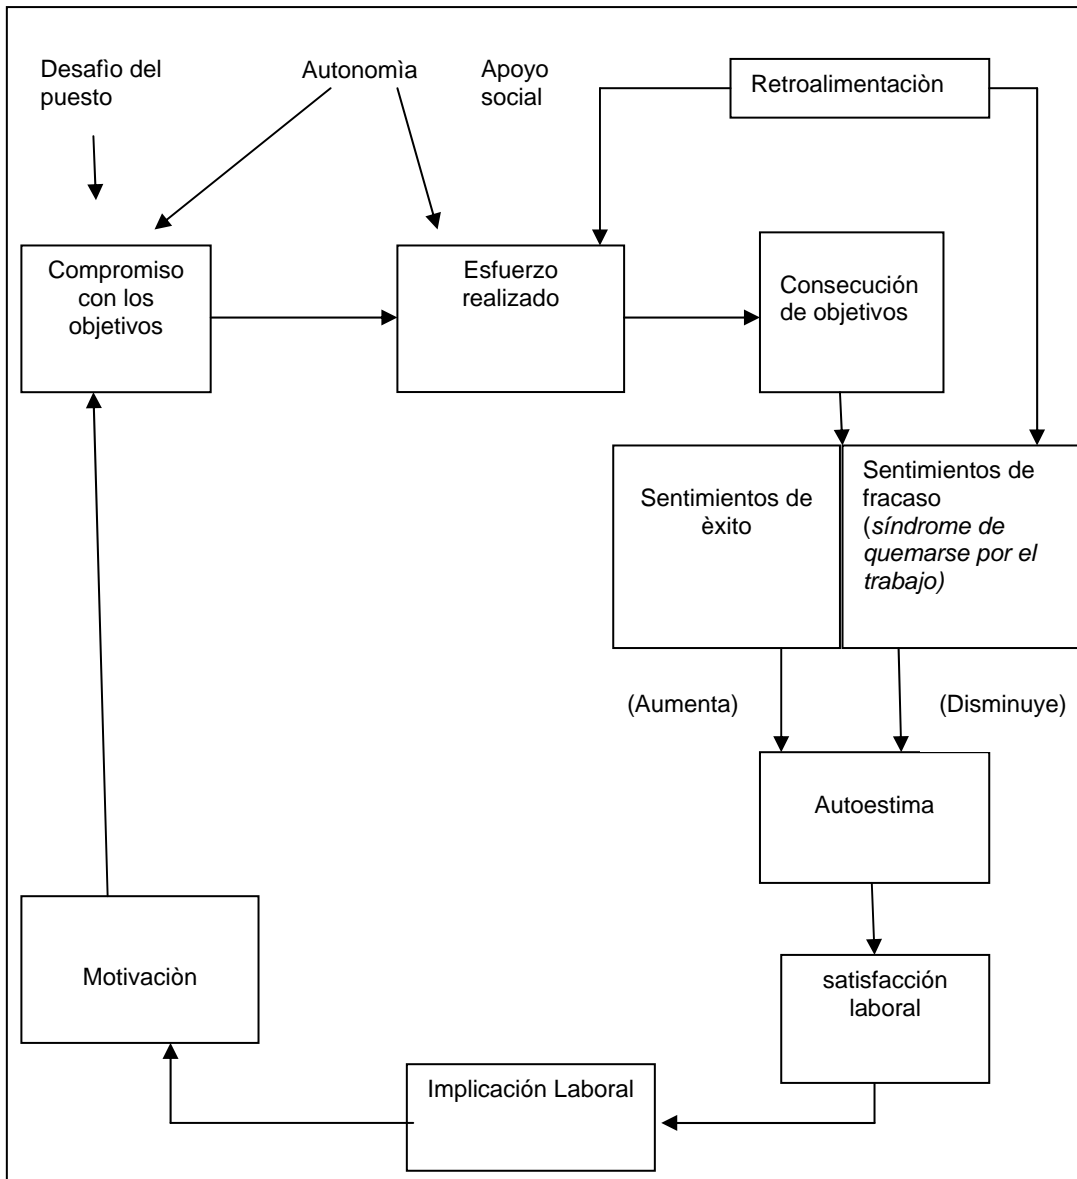 Desafìo del
puesto
Autonomìa
Apoyo
social
Retroalimentaciòn
Compromiso
con los
objetivos
Esfuerzo
realizado
Consecución
de objetivos
Sentimientos de
èxito
Sentimientos de
fracaso
(síndrome de
quemarse por el
trabajo)
(Aumenta)
(Disminuye)
Autoestima
satisfacción
laboral
Implicación Laboral
Motivaciòn